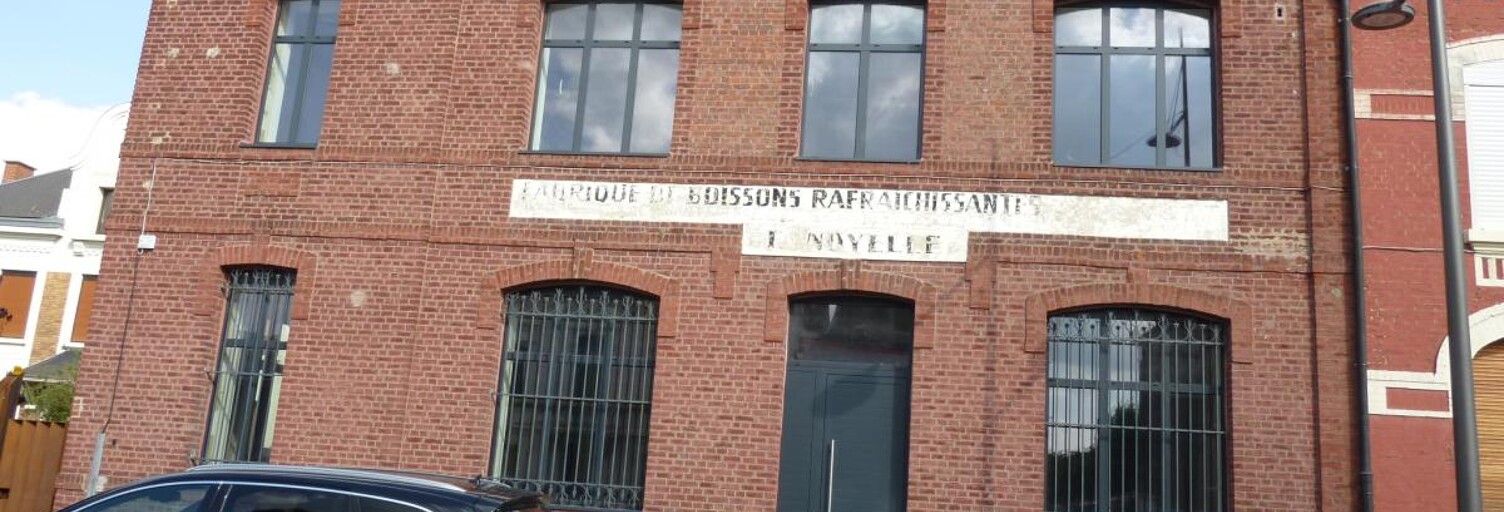 FABRIQUE DE BOISSONS RAFRAICHISSANTES
NOYELLE